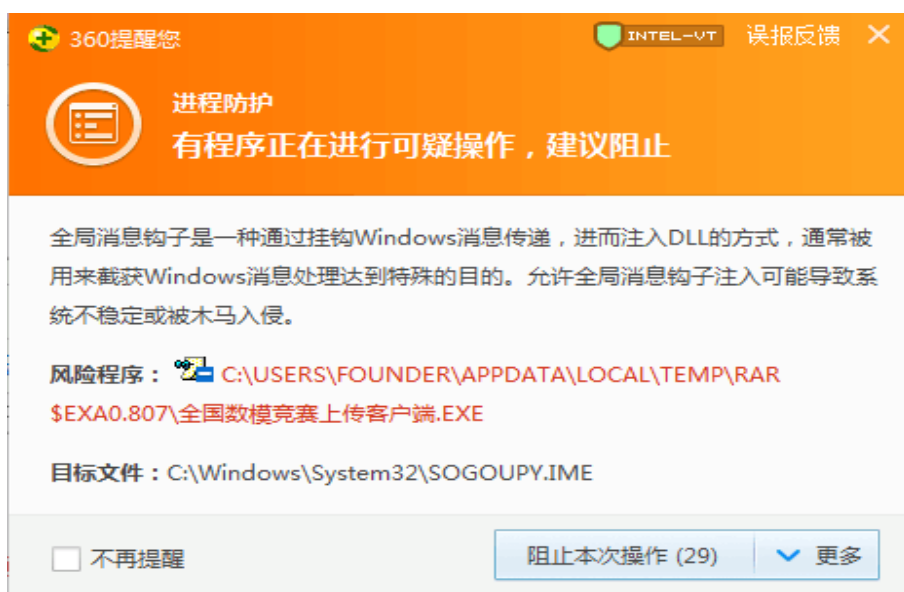 360提醒您
INTEL-VT 误报反馈
进程防护
有程序正在进行可疑操作，建议阻止
全局消息钩子是一种通过挂钩Windows消息传递，进而注入DLL的方式，通常被
用来截获Windows消息处理达到特殊的目的。允许全局消息钩子注入可能导致系
统不稳定或被木马入侵。
风险程序： C:\USERS\FOUNDER\APPDATA\LOCAL\TEMP\RAR
$EXA0.807\全国数模竞赛上传客户端.EXE
目标文件：C:\Windows\System32\SOGOUPY.IME
不再提醒
阻止本次操作 (29) 更多